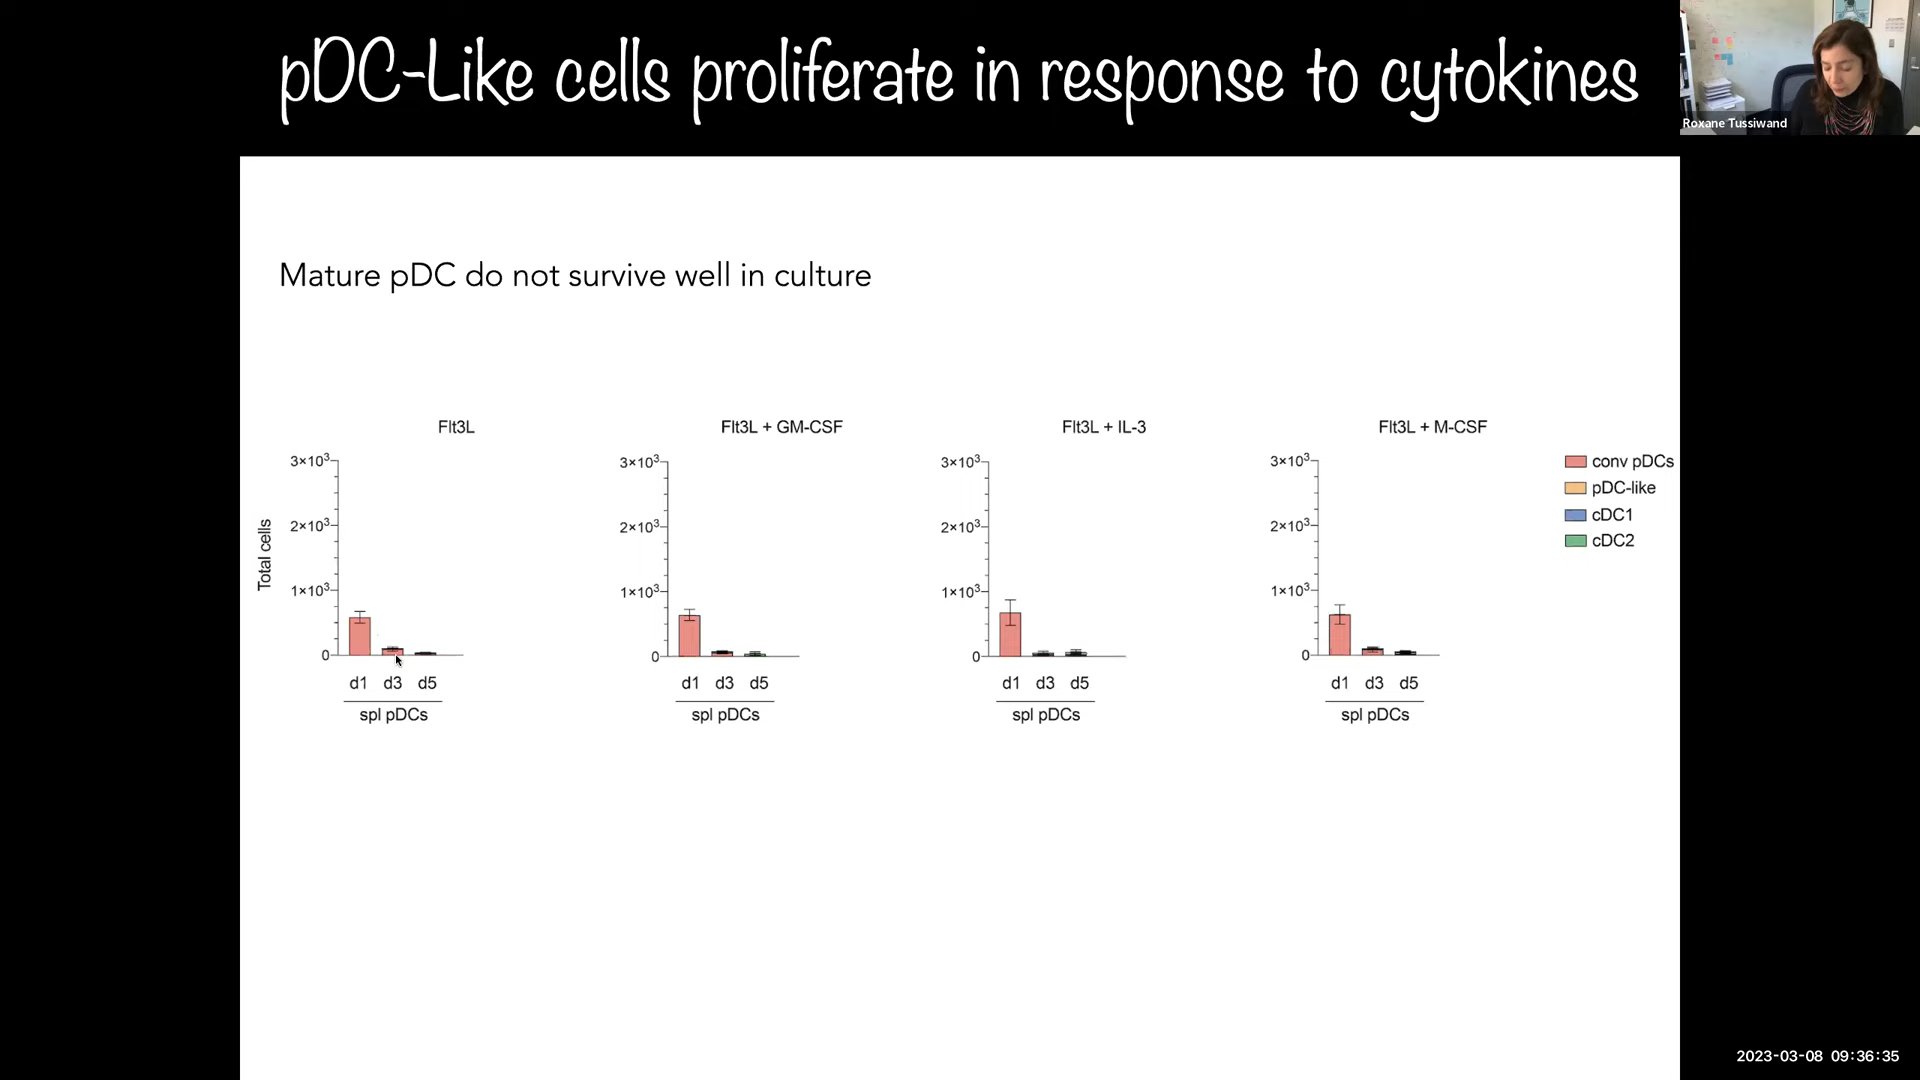 pDC-Like cells proliferate in response to cytokines
Roxane Tussiwand
Mature pDC do not survive well in culture
Flt3L
Flt3L + GM-CSF
Flt3L + IL-3
Flt3L + M-CSF
Total cells
3×10³
2×10³
1×10³
0
d1 d3 d5
spl pDCs
3×10³
2×10³
1×10³
0
d1 d3 d5
spl pDCs
3×10³
2×10³
1×10³
0
d1 d3 d5
spl pDCs
3×10³
2×10³
1×10³
0
d1 d3 d5
spl pDCs
conv pDCs
pDC-like
cDC1
cDC2
2023-03-08 09:36:35